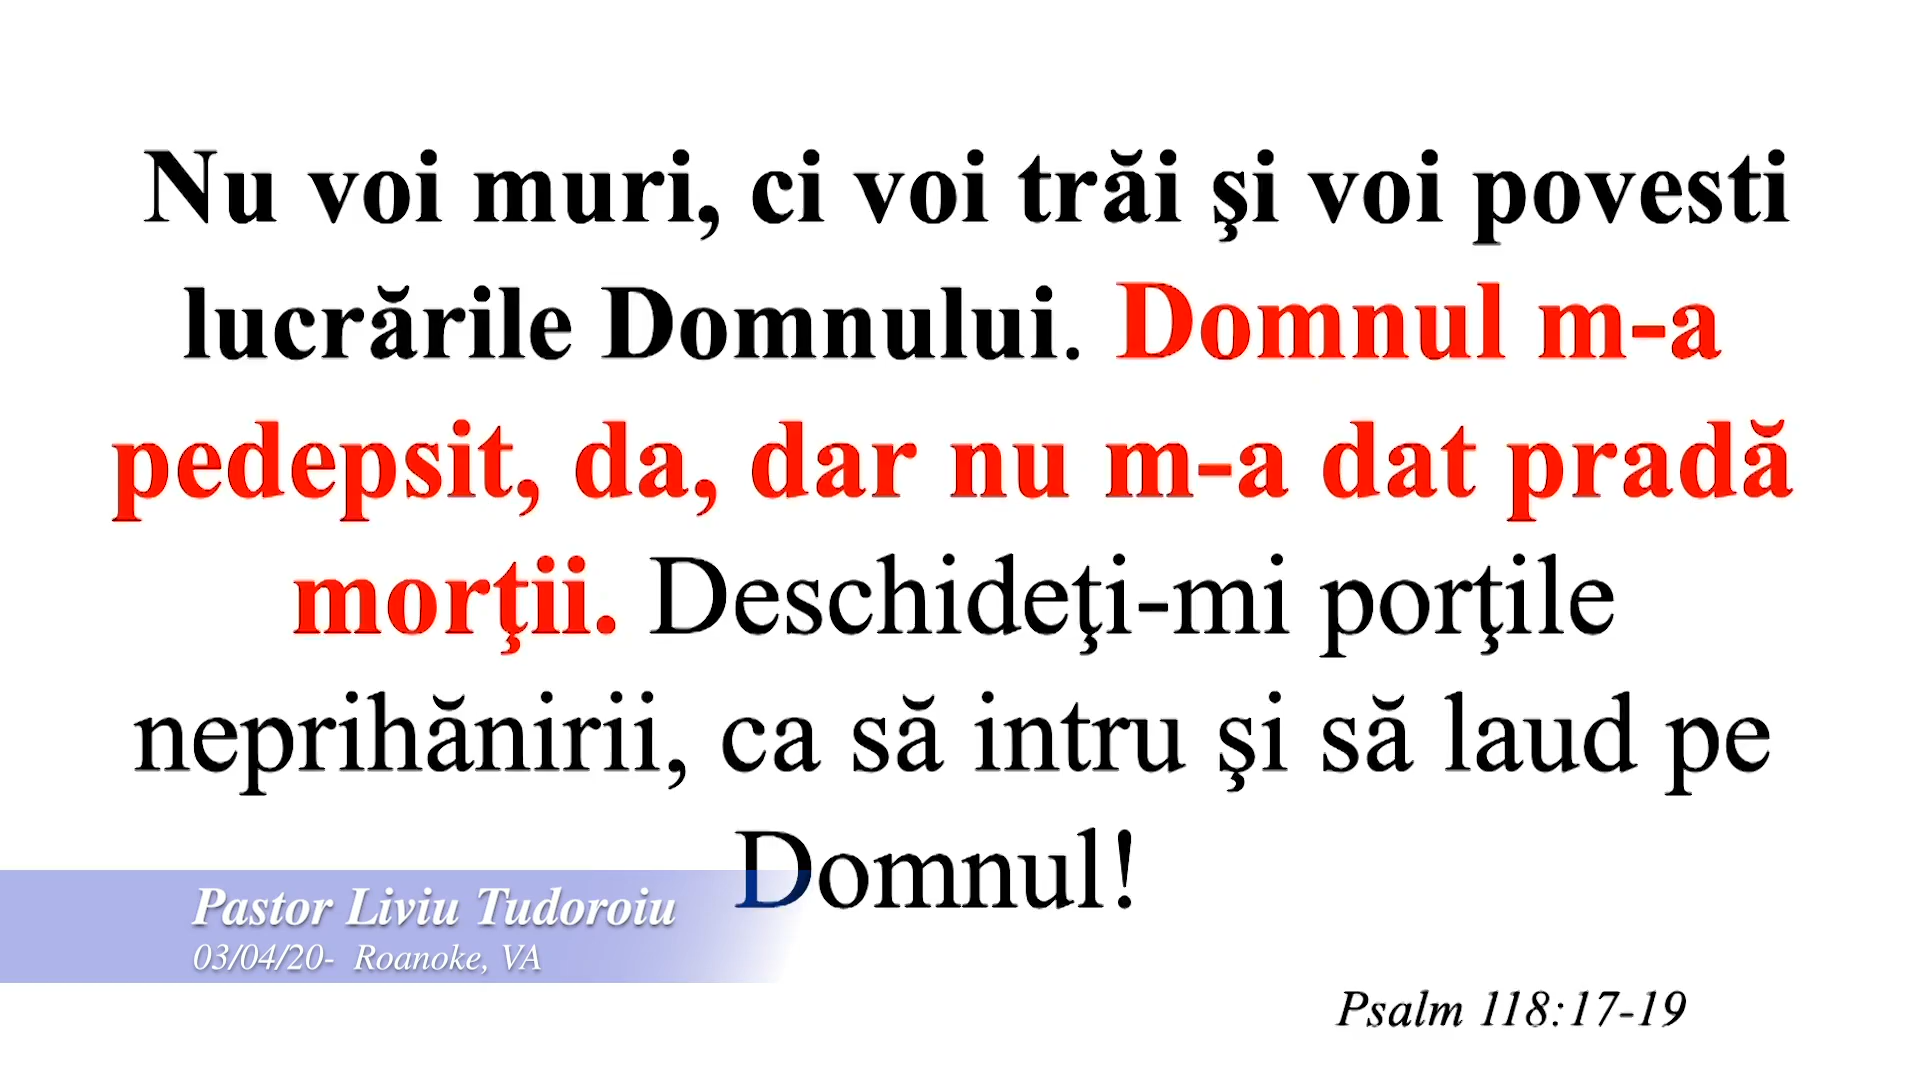 Nu voi muri, ci voi trăi şi voi povesti
lucrările Domnului. Domnul m-a
pedepsit, da, dar nu m-a dat pradă
morţii. Deschideţi-mi porţile
neprihănirii, ca să intru şi să laud pe
Domnul!
Pastor Liviu Tudoroiu
03/04/20- Roanoke, VA
Psalm 118:17-19